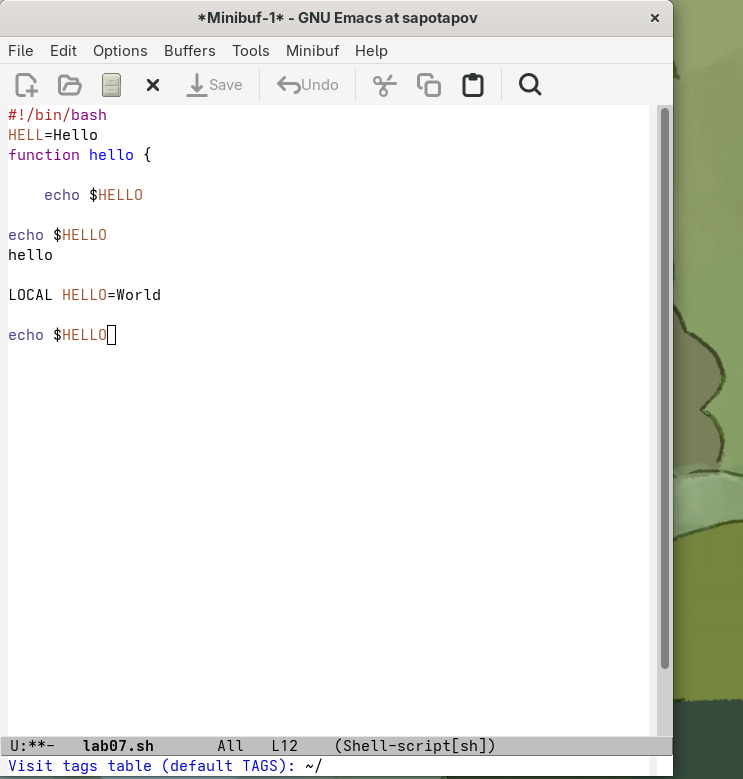 *Minibuf-1* - GNU Emacs at sapotapov
File Edit Options Buffers Tools Minibuf Help
Save Undo
#!/bin/bash
HELL=Hello
function hello {
    echo $HELLO
echo $HELLO
hello
LOCAL HELLO=World
echo $HELLO
U:**- lab07.sh All L12 (Shell-script[sh])
Visit tags table (default TAGS): ~/